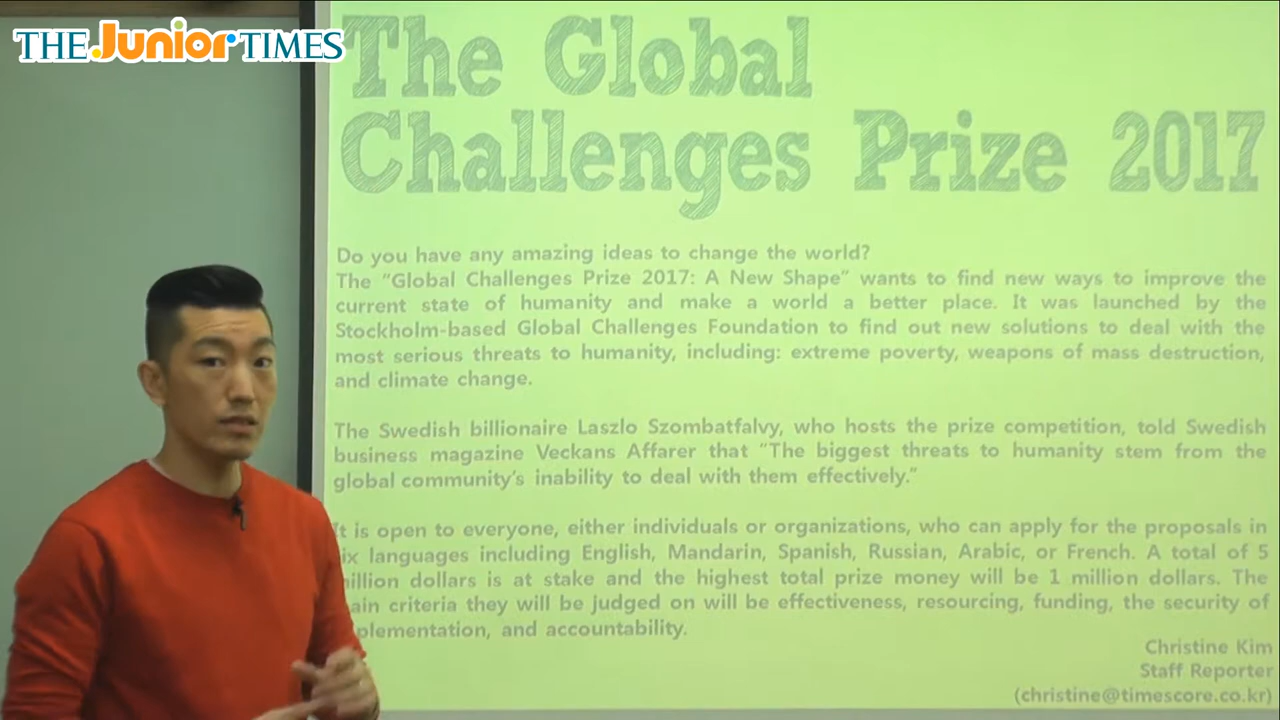 THE Junior TIMES
The Global
Challenges Prize 2017
Do you have any amazing ideas to change the world?
The “Global Challenges Prize 2017: A New Shape” wants to find new ways to improve the
current state of humanity and make a world a better place. It was launched by the
Stockholm-based Global Challenges Foundation to find out new solutions to deal with the
most serious threats to humanity, including: extreme poverty, weapons of mass destruction,
and climate change.
The Swedish billionaire Laszlo Szombatfalvy, who hosts the prize competition, told Swedish
business magazine Veckans Affarer that “The biggest threats to humanity stem from the
global community’s inability to deal with them effectively.”
It is open to everyone, either individuals or organizations, who can apply for the proposals in
languages including English, Mandarin, Spanish, Russian, Arabic, or French. A total of 5
dollars is at stake and the highest total prize money will be 1 million dollars. The
criteria they will be judged on will be effectiveness, resourcing, funding, the security of
and accountability.
Christine Kim
Staff Reporter
(christine@timescore.co.kr)